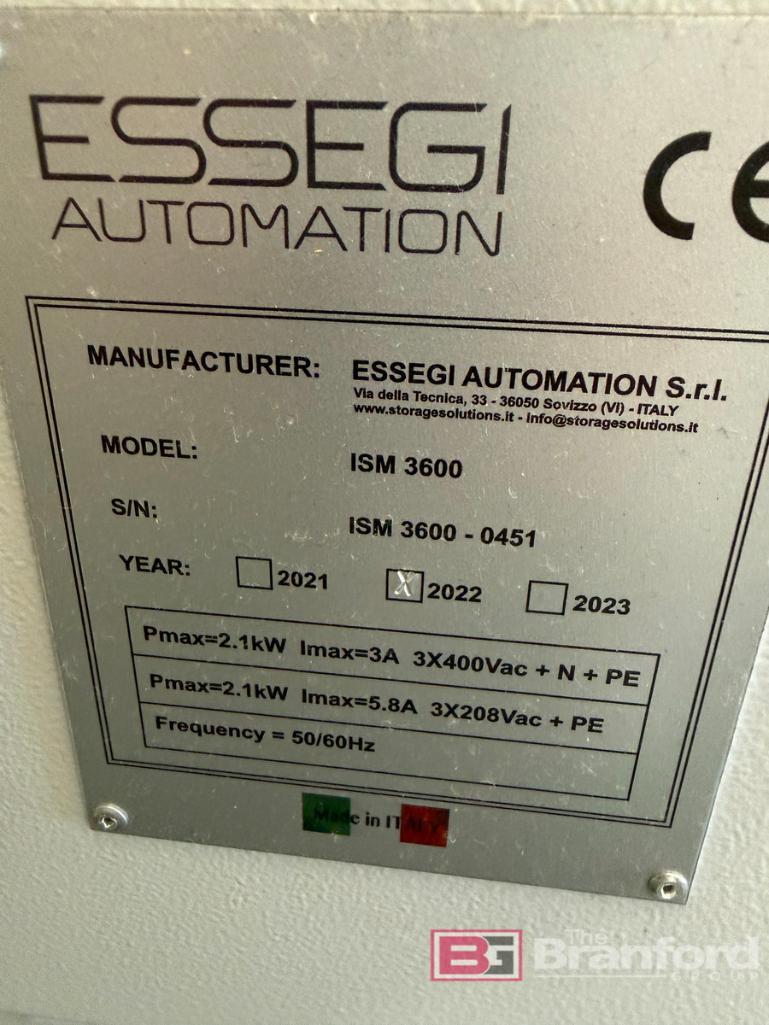 ESSEGI
AUTOMATION
CE
MANUFACTURER: ESSEGI AUTOMATION S.r.l.
Via della Tecnica, 33 - 36050 Sovizzo (VI) - ITALY
www.storagesolutions.it - info@storagesolutions.it
MODEL: ISM 3600
S/N: ISM 3600 - 0451
YEAR: 2021 X 2022 2023
Pmax=2.1kW Imax=3A 3X400Vac + N + PE
Pmax=2.1kW Imax=5.8A 3X208Vac + PE
Frequency = 50/60Hz
Made in ITALY
BG The Branford
GROUP